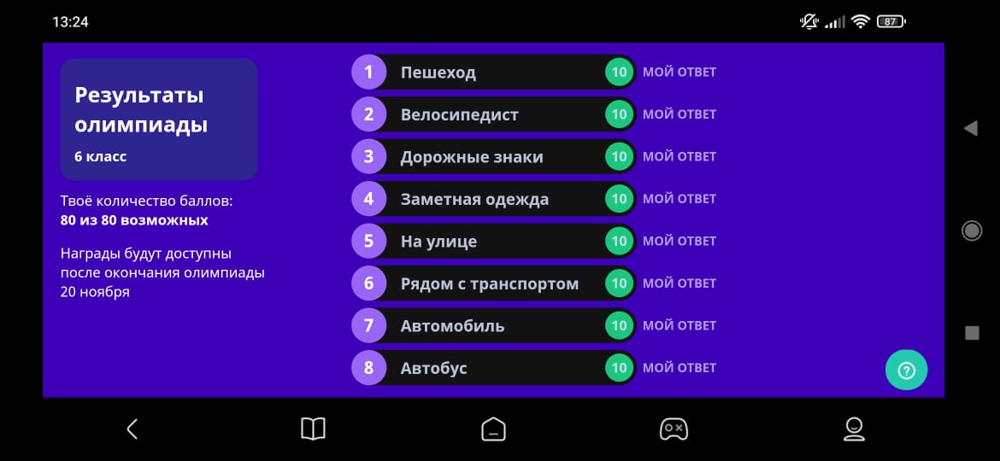 13:24
87
Результаты
олимпиады
6 класс
Твоё количество баллов:
80 из 80 возможных
Награды будут доступны
после окончания олимпиады
20 ноября
1 Пешеход 10 МОЙ ОТВЕТ
2 Велосипедист 10 МОЙ ОТВЕТ
3 Дорожные знаки 10 МОЙ ОТВЕТ
4 Заметная одежда 10 МОЙ ОТВЕТ
5 На улице 10 МОЙ ОТВЕТ
6 Рядом с транспортом 10 МОЙ ОТВЕТ
7 Автомобиль 10 МОЙ ОТВЕТ
8 Автобус 10 МОЙ ОТВЕТ
?